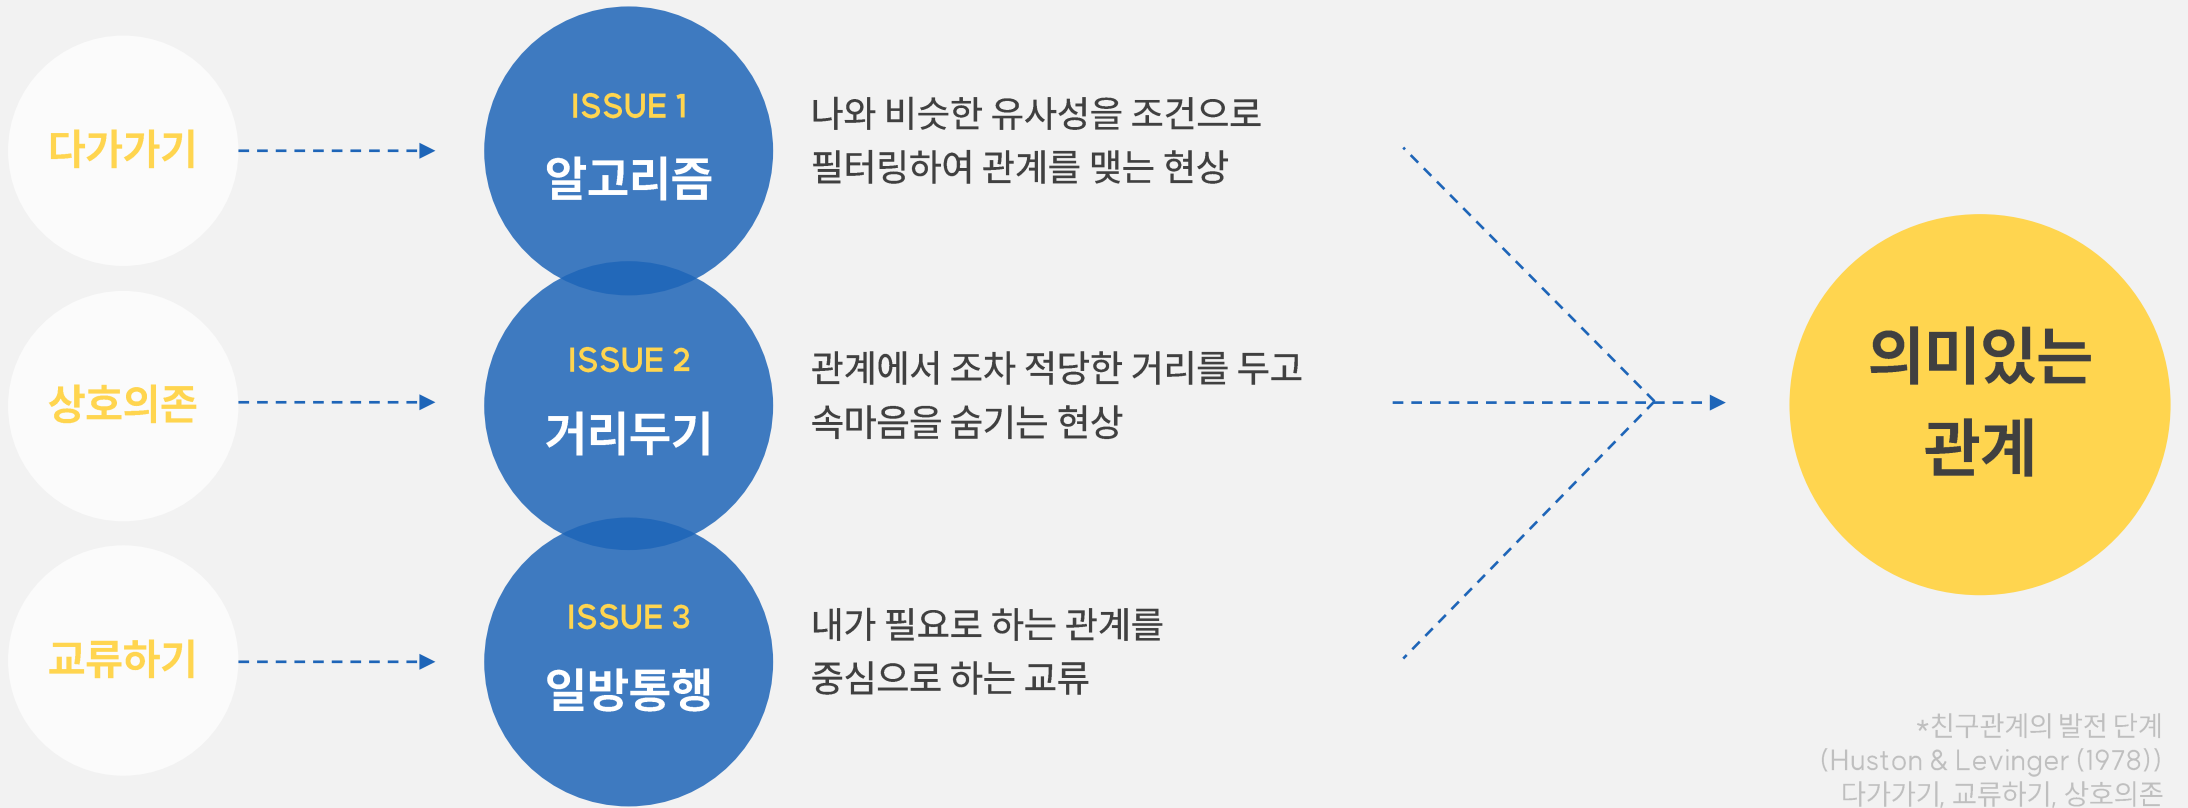 다가가기
ISSUE 1
알고리즘
나와 비슷한 유사성을 조건으로
필터링하여 관계를 맺는 현상
상호의존
ISSUE 2
거리두기
관계에서 조차 적당한 거리를 두고
속마음을 숨기는 현상
교류하기
ISSUE 3
일방통행
내가 필요로 하는 관계를
중심으로 하는 교류
의미있는
관계
*친구관계의 발전 단계
(Huston & Levinger (1978))
다가가기, 교류하기, 상호의존